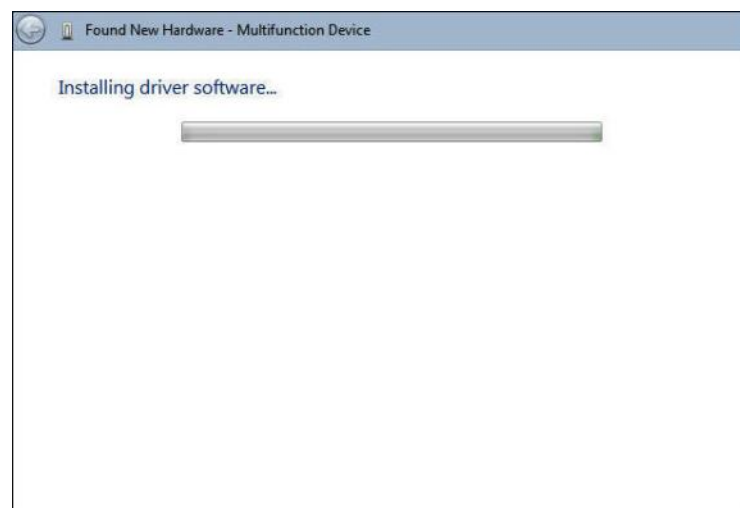 Found New Hardware - Multifunction Device
Installing driver software...